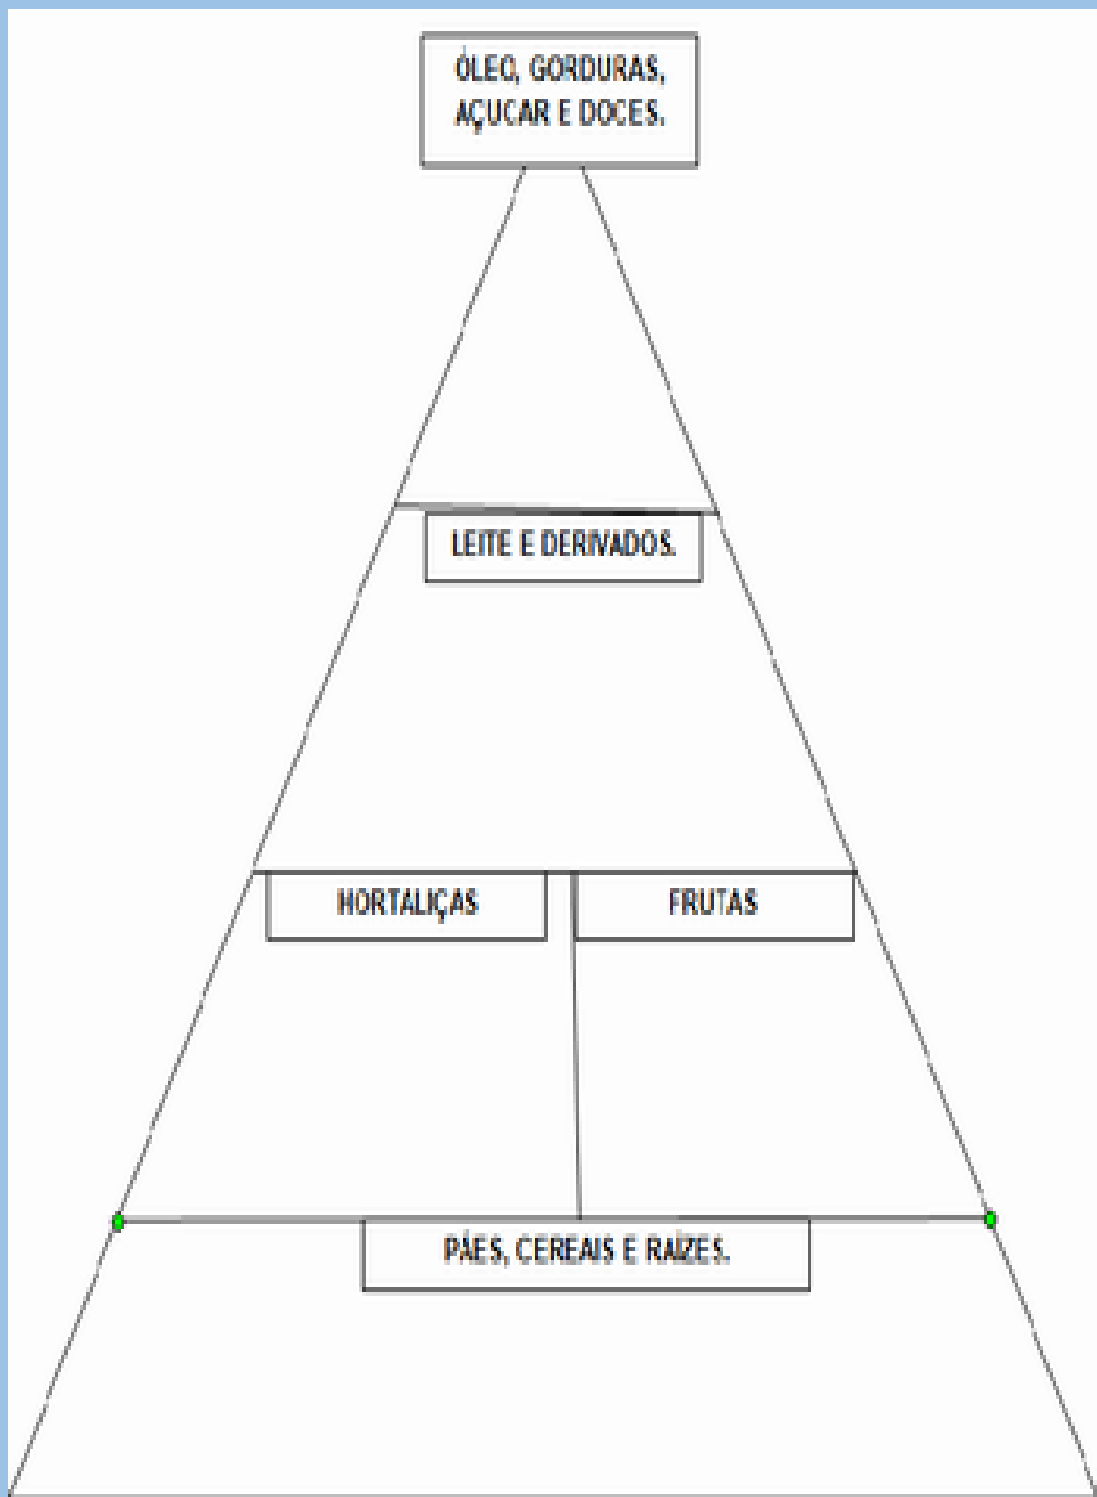 ÓLEO, GORDURAS,
AÇUCAR E DOCES.
LEITE E DERIVADOS.
HORTALIÇAS
FRUTAS
PÃES, CEREAIS E RAÍZES.